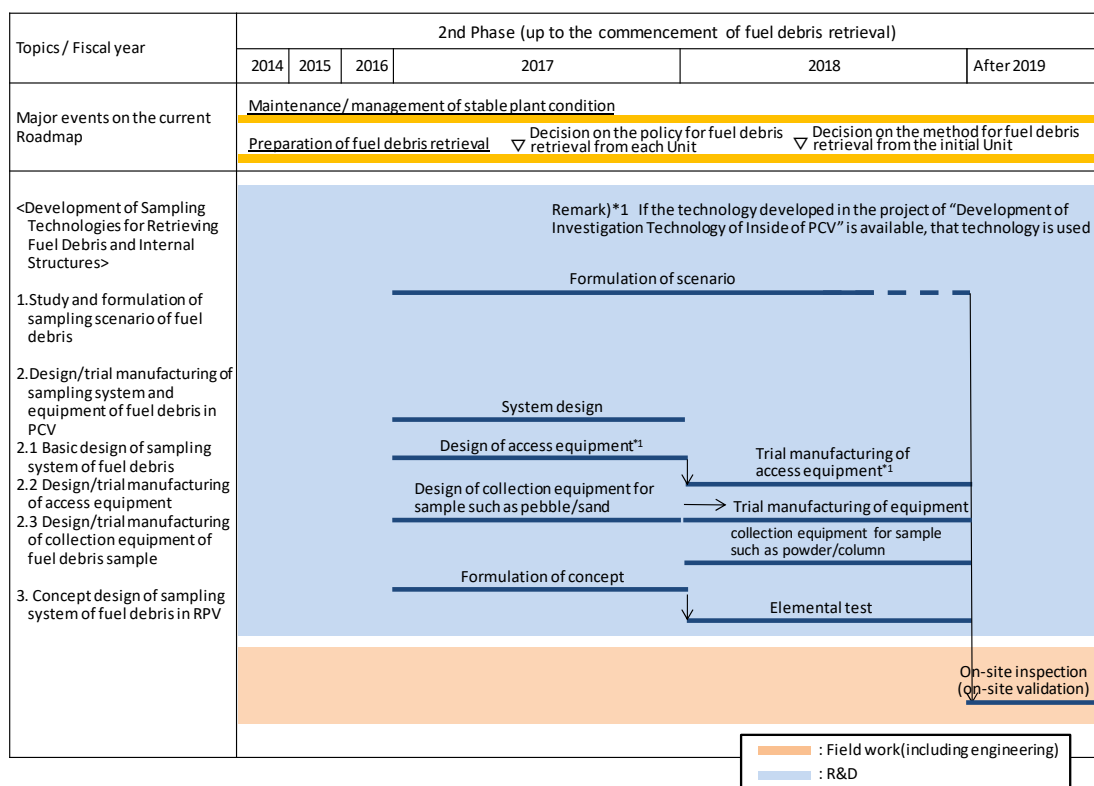 Topics / Fiscal year
2nd Phase (up to the commencement of fuel debris retrieval)
2014
2015
2016
2017
2018
After 2019
Major events on the current
Roadmap
Maintenance/ management of stable plant condition
Preparation of fuel debris retrieval
▽ Decision on the policy for fuel debris
retrieval from each Unit
▽ Decision on the method for fuel debris
retrieval from the initial Unit
<Development of Sampling
Technologies for Retrieving
Fuel Debris and Internal
Structures>
Remark)*1 If the technology developed in the project of “Development of
Investigation Technology of Inside of PCV” is available, that technology is used
1.Study and formulation of
sampling scenario of fuel
debris
Formulation of scenario
2.Design/trial manufacturing of
sampling system and
equipment of fuel debris in
PCV
2.1 Basic design of sampling
system of fuel debris
2.2 Design/trial manufacturing
of access equipment
2.3 Design/trial manufacturing
of collection equipment of
fuel debris sample
System design
Design of access equipment*1
Trial manufacturing of
access equipment*1
Design of collection equipment for
sample such as pebble/sand
Trial manufacturing of equipment
collection equipment for sample
such as powder/column
3. Concept design of sampling
system of fuel debris in RPV
Formulation of concept
Elemental test
On-site inspection
(on-site validation)
: Field work(including engineering)
: R&D